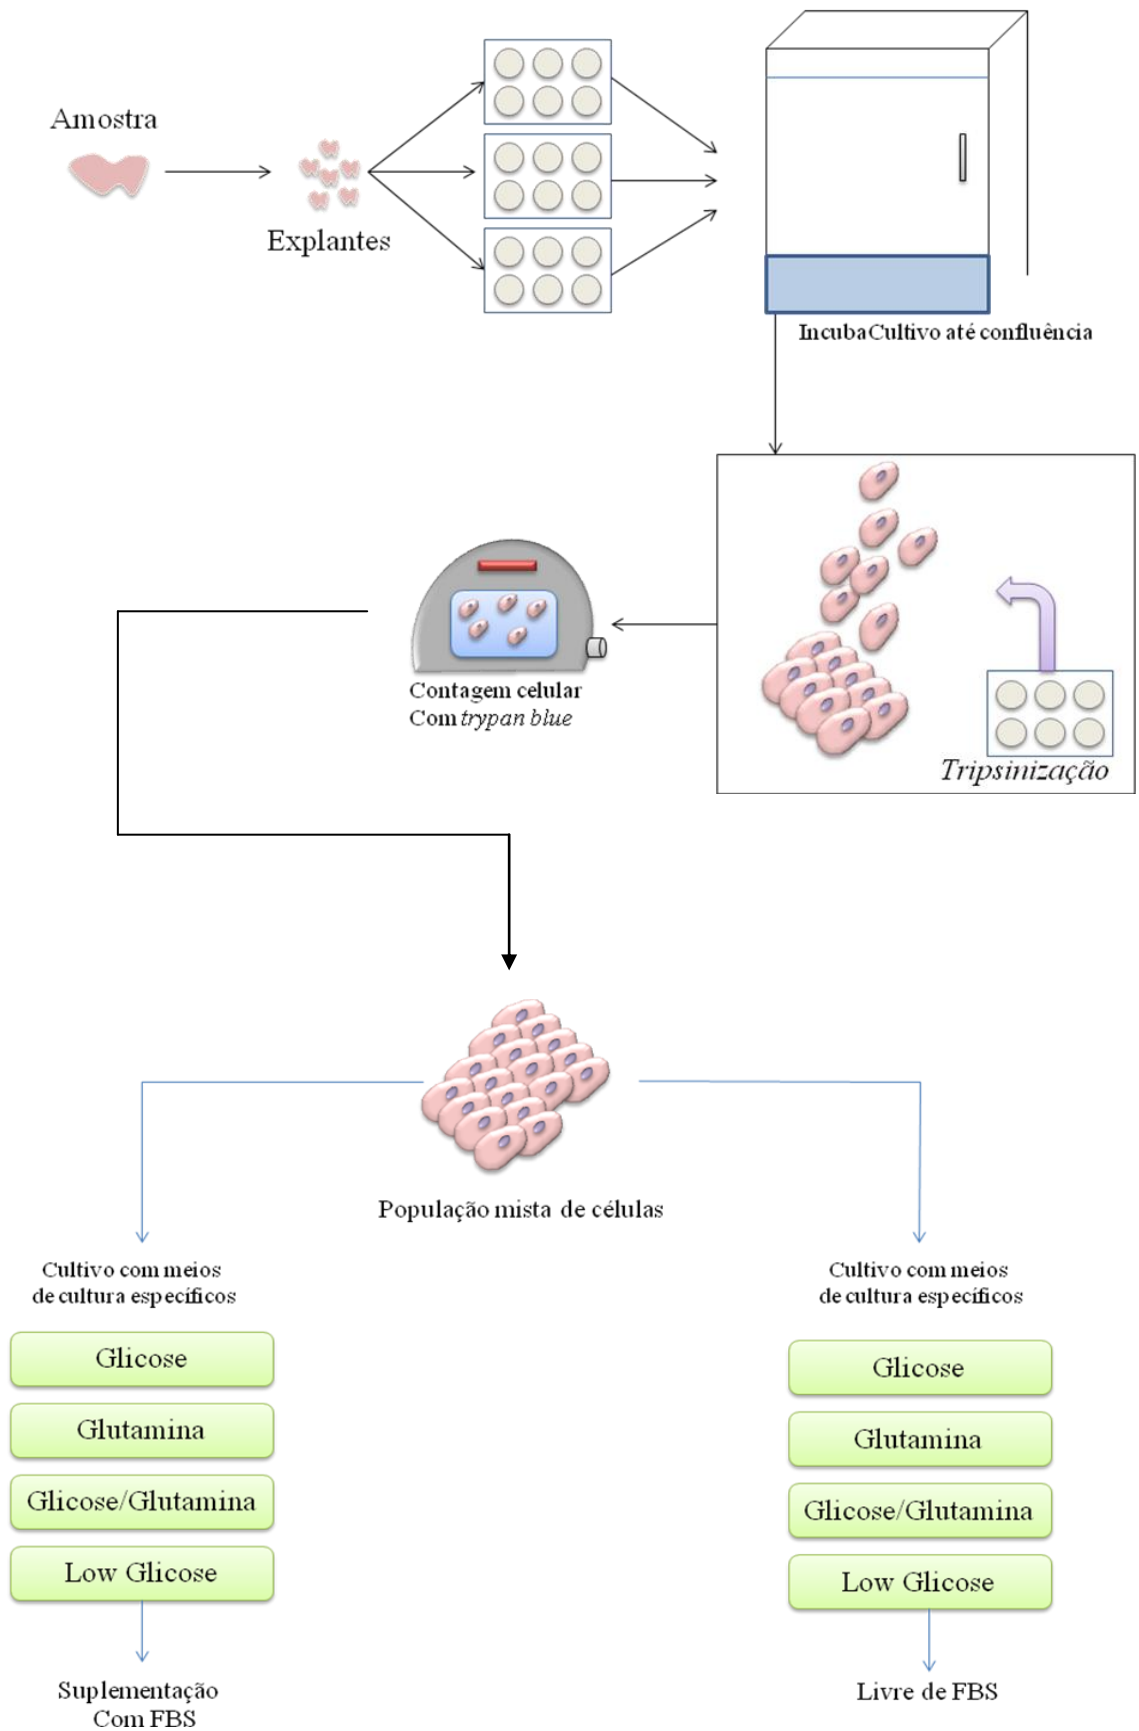 Amostra
Explantes
IncubaCultivo até confluência
Contagem celular
Com trypan blue
Tripsinização
População mista de células
Cultivo com meios
de cultura específicos
Glicose
Glutamina
Glicose/Glutamina
Low Glicose
Suplementação
Com FBS
Cultivo com meios
de cultura específicos
Glicose
Glutamina
Glicose/Glutamina
Low Glicose
Livre de FBS